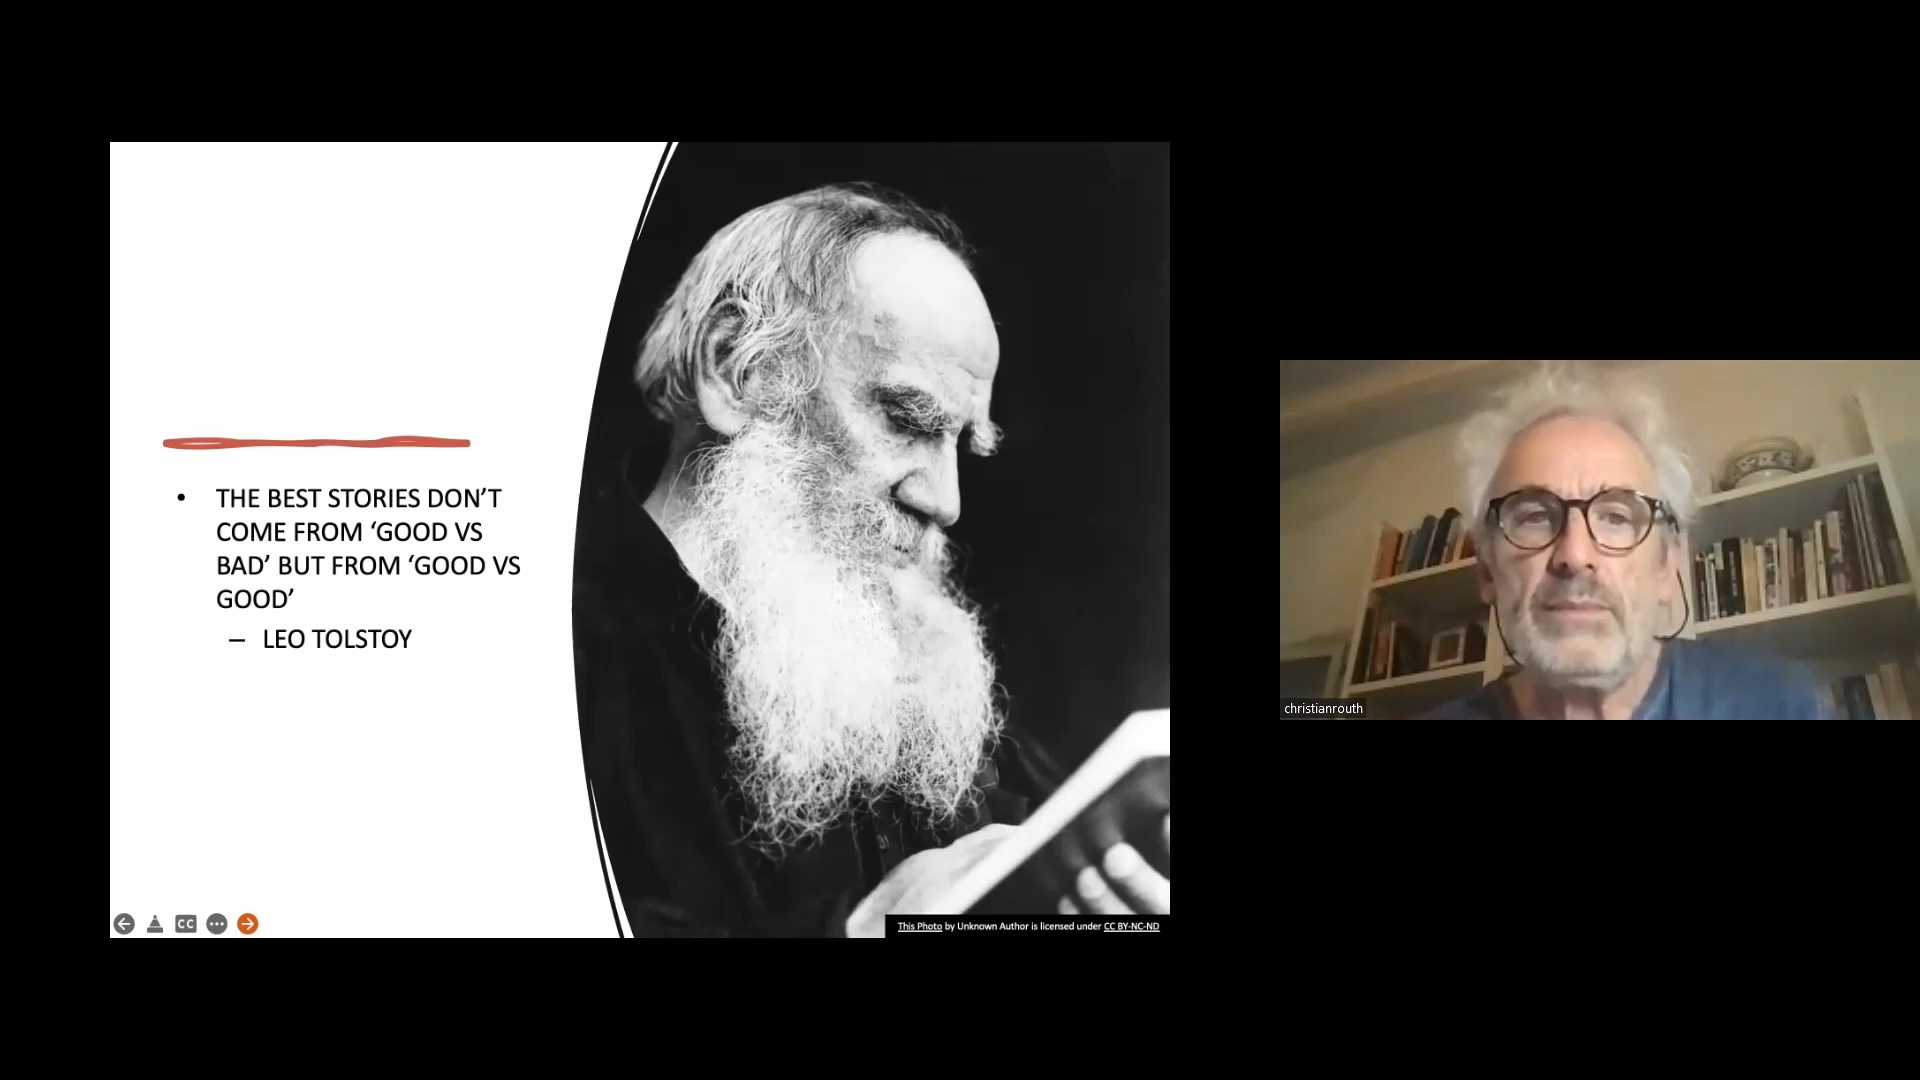 • THE BEST STORIES DON’T
COME FROM ‘GOOD VS
BAD’ BUT FROM ‘GOOD VS
GOOD’
– LEO TOLSTOY
CC
This Photo by Unknown Author is licensed under CC BY-NC-ND
christianrouth